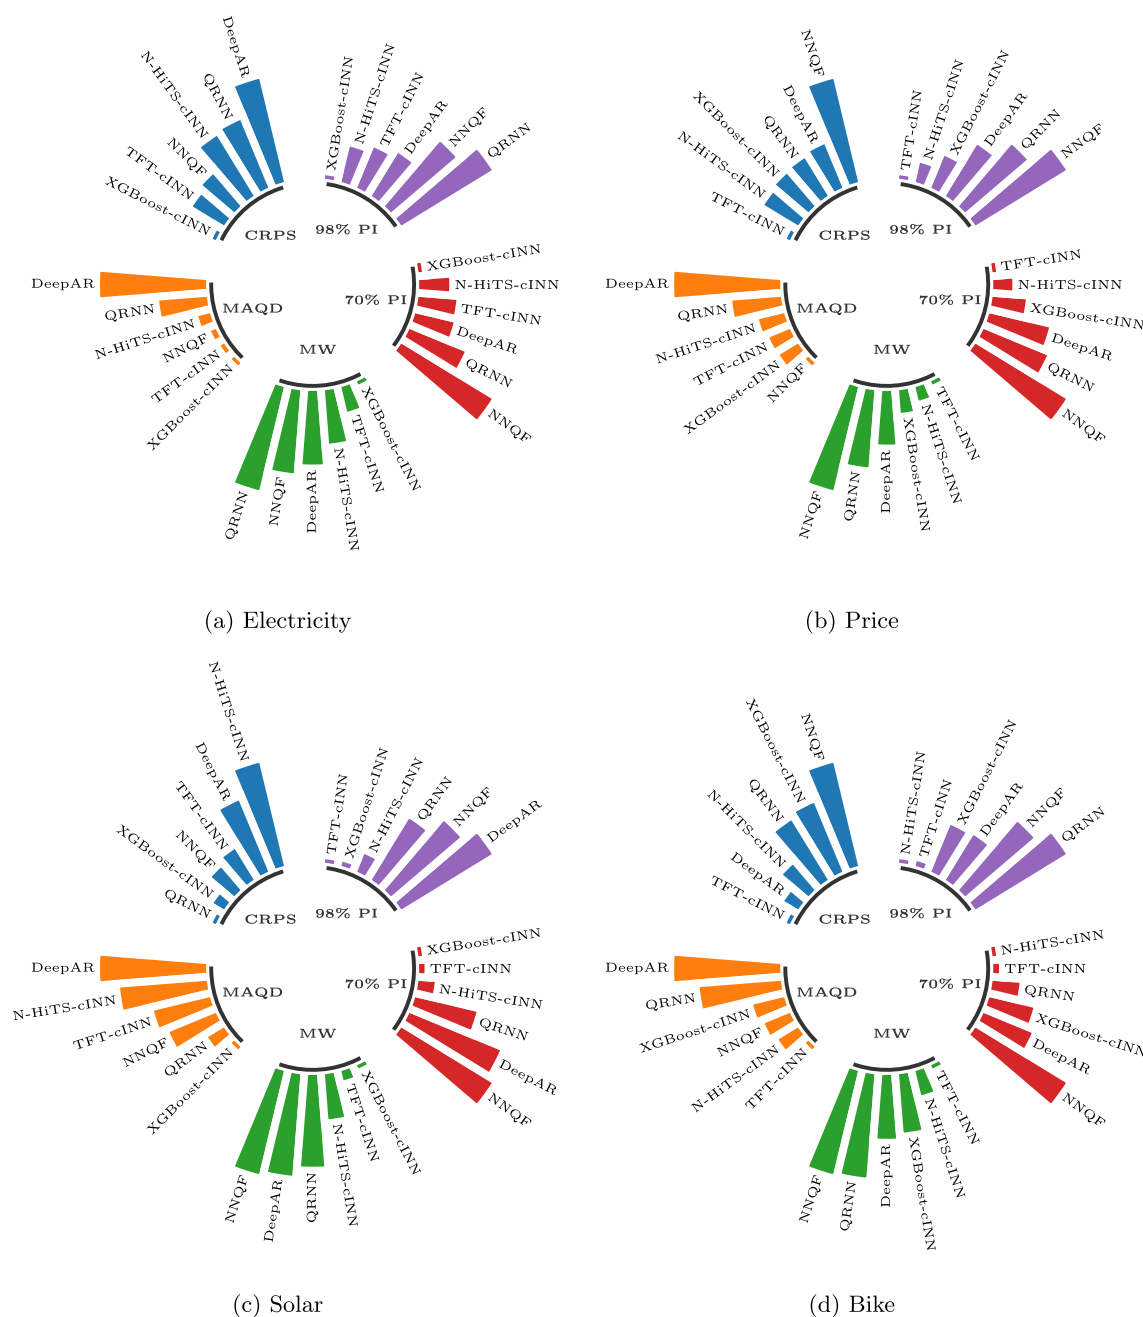 DeepAR
QRNN
N-HiTS-cINN
NNQF
TFT-cINN
XGBoost-cINN
CRPS
XGBoost-cINN
N-HiTS-cINN
TFT-cINN
DeepAR
NNQF
QRNN
98% PI
XGBoost-cINN
N-HiTS-cINN
TFT-cINN
DeepAR
QRNN
NNQF
70% PI
DeepAR
QRNN
N-HiTS-cINN
NNQF
TFT-cINN
XGBoost-cINN
MAQD
MW
QRNN
NNQF
DeepAR
N-HiTS-cINN
TFT-cINN
XGBoost-cINN
(a) Electricity
NNQF
DeepAR
QRNN
XGBoost-cINN
N-HiTS-cINN
TFT-cINN
CRPS
TFT-cINN
N-HiTS-cINN
XGBoost-cINN
DeepAR
QRNN
NNQF
98% PI
TFT-cINN
N-HiTS-cINN
XGBoost-cINN
DeepAR
QRNN
NNQF
70% PI
DeepAR
QRNN
N-HiTS-cINN
TFT-cINN
XGBoost-cINN
NNQF
MAQD
MW
NNQF
QRNN
DeepAR
XGBoost-cINN
N-HiTS-cINN
TFT-cINN
(b) Price
N-HiTS-cINN
DeepAR
TFT-cINN
NNQF
XGBoost-cINN
QRNN
CRPS
TFT-cINN
XGBoost-cINN
N-HiTS-cINN
QRNN
NNQF
DeepAR
98% PI
XGBoost-cINN
TFT-cINN
N-HiTS-cINN
QRNN
DeepAR
NNQF
70% PI
DeepAR
N-HiTS-cINN
TFT-cINN
NNQF
QRNN
XGBoost-cINN
MAQD
MW
NNQF
DeepAR
QRNN
N-HiTS-cINN
TFT-cINN
XGBoost-cINN
(c) Solar
NNQF
XGBoost-cINN
QRNN
N-HiTS-cINN
DeepAR
TFT-cINN
CRPS
N-HiTS-cINN
TFT-cINN
XGBoost-cINN
DeepAR
NNQF
QRNN
98% PI
N-HiTS-cINN
TFT-cINN
QRNN
XGBoost-cINN
DeepAR
NNQF
70% PI
DeepAR
QRNN
XGBoost-cINN
NNQF
N-HiTS-cINN
TFT-cINN
MAQD
MW
NNQF
QRNN
DeepAR
XGBoost-cINN
N-HiTS-cINN
TFT-cINN
(d) Bike